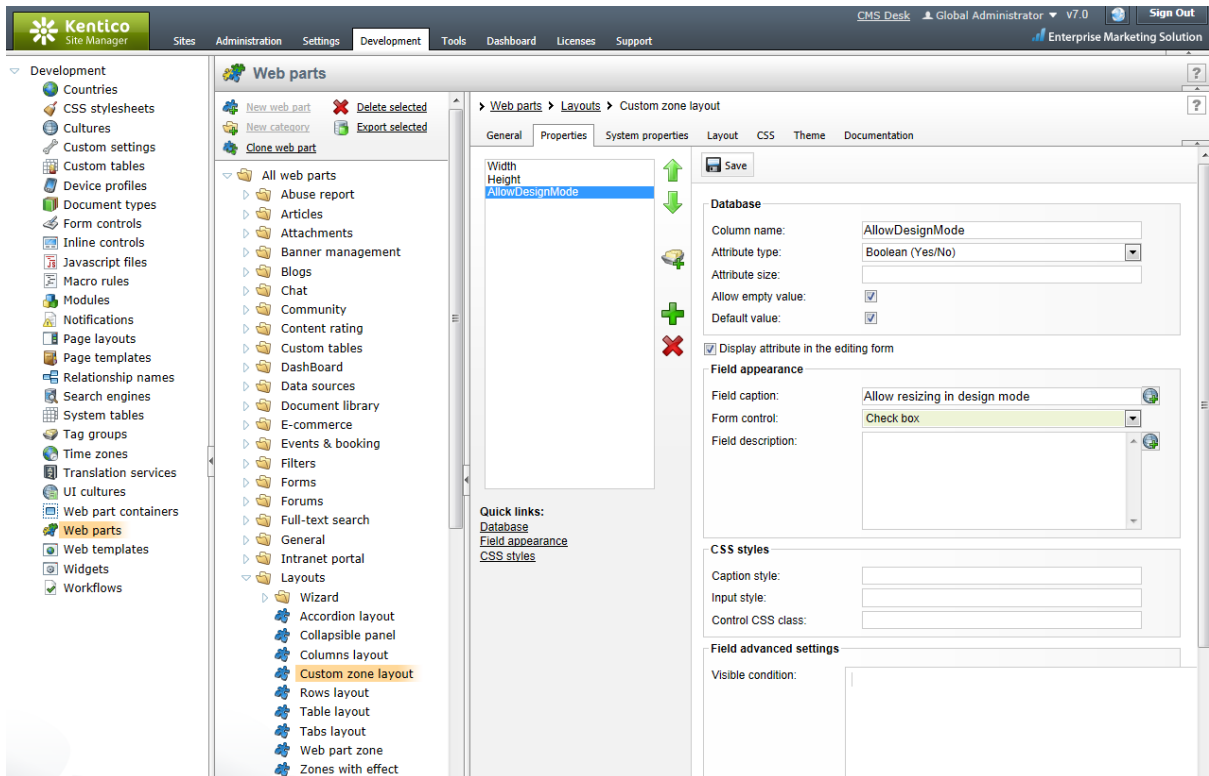 CMS Desk Global Administrator v7.0 Sign Out
Kentico
Site Manager
Sites Administration Settings Development Tools Dashboard Licenses Support
Enterprise Marketing Solution
Development
Countries
CSS stylesheets
Cultures
Custom settings
Custom tables
Device profiles
Document types
Form controls
Inline controls
Javascript files
Macro rules
Modules
Notifications
Page layouts
Page templates
Relationship names
Search engines
System tables
Tag groups
Time zones
Translation services
UI cultures
Web part containers
Web parts
Web templates
Widgets
Workflows
Web parts
?
New web part Delete selected
New category Export selected
Clone web part
All web parts
Abuse report
Articles
Attachments
Banner management
Blogs
Chat
Community
Content rating
Custom tables
DashBoard
Data sources
Document library
E-commerce
Events & booking
Filters
Forms
Forums
Full-text search
General
Intranet portal
Layouts
Wizard
Accordion layout
Collapsible panel
Columns layout
Custom zone layout
Rows layout
Table layout
Tabs layout
Web part zone
Zones with effect
Web parts > Layouts > Custom zone layout
?
General Properties System properties Layout CSS Theme Documentation
Width
Height
AllowDesignMode
Quick links:
Database
Field appearance
CSS styles
Save
Database
Column name: AllowDesignMode
Attribute type: Boolean (Yes/No)
Attribute size:
Allow empty value:
Default value:
Display attribute in the editing form
Field appearance
Field caption: Allow resizing in design mode
Form control: Check box
Field description:
CSS styles
Caption style:
Input style:
Control CSS class:
Field advanced settings
Visible condition: